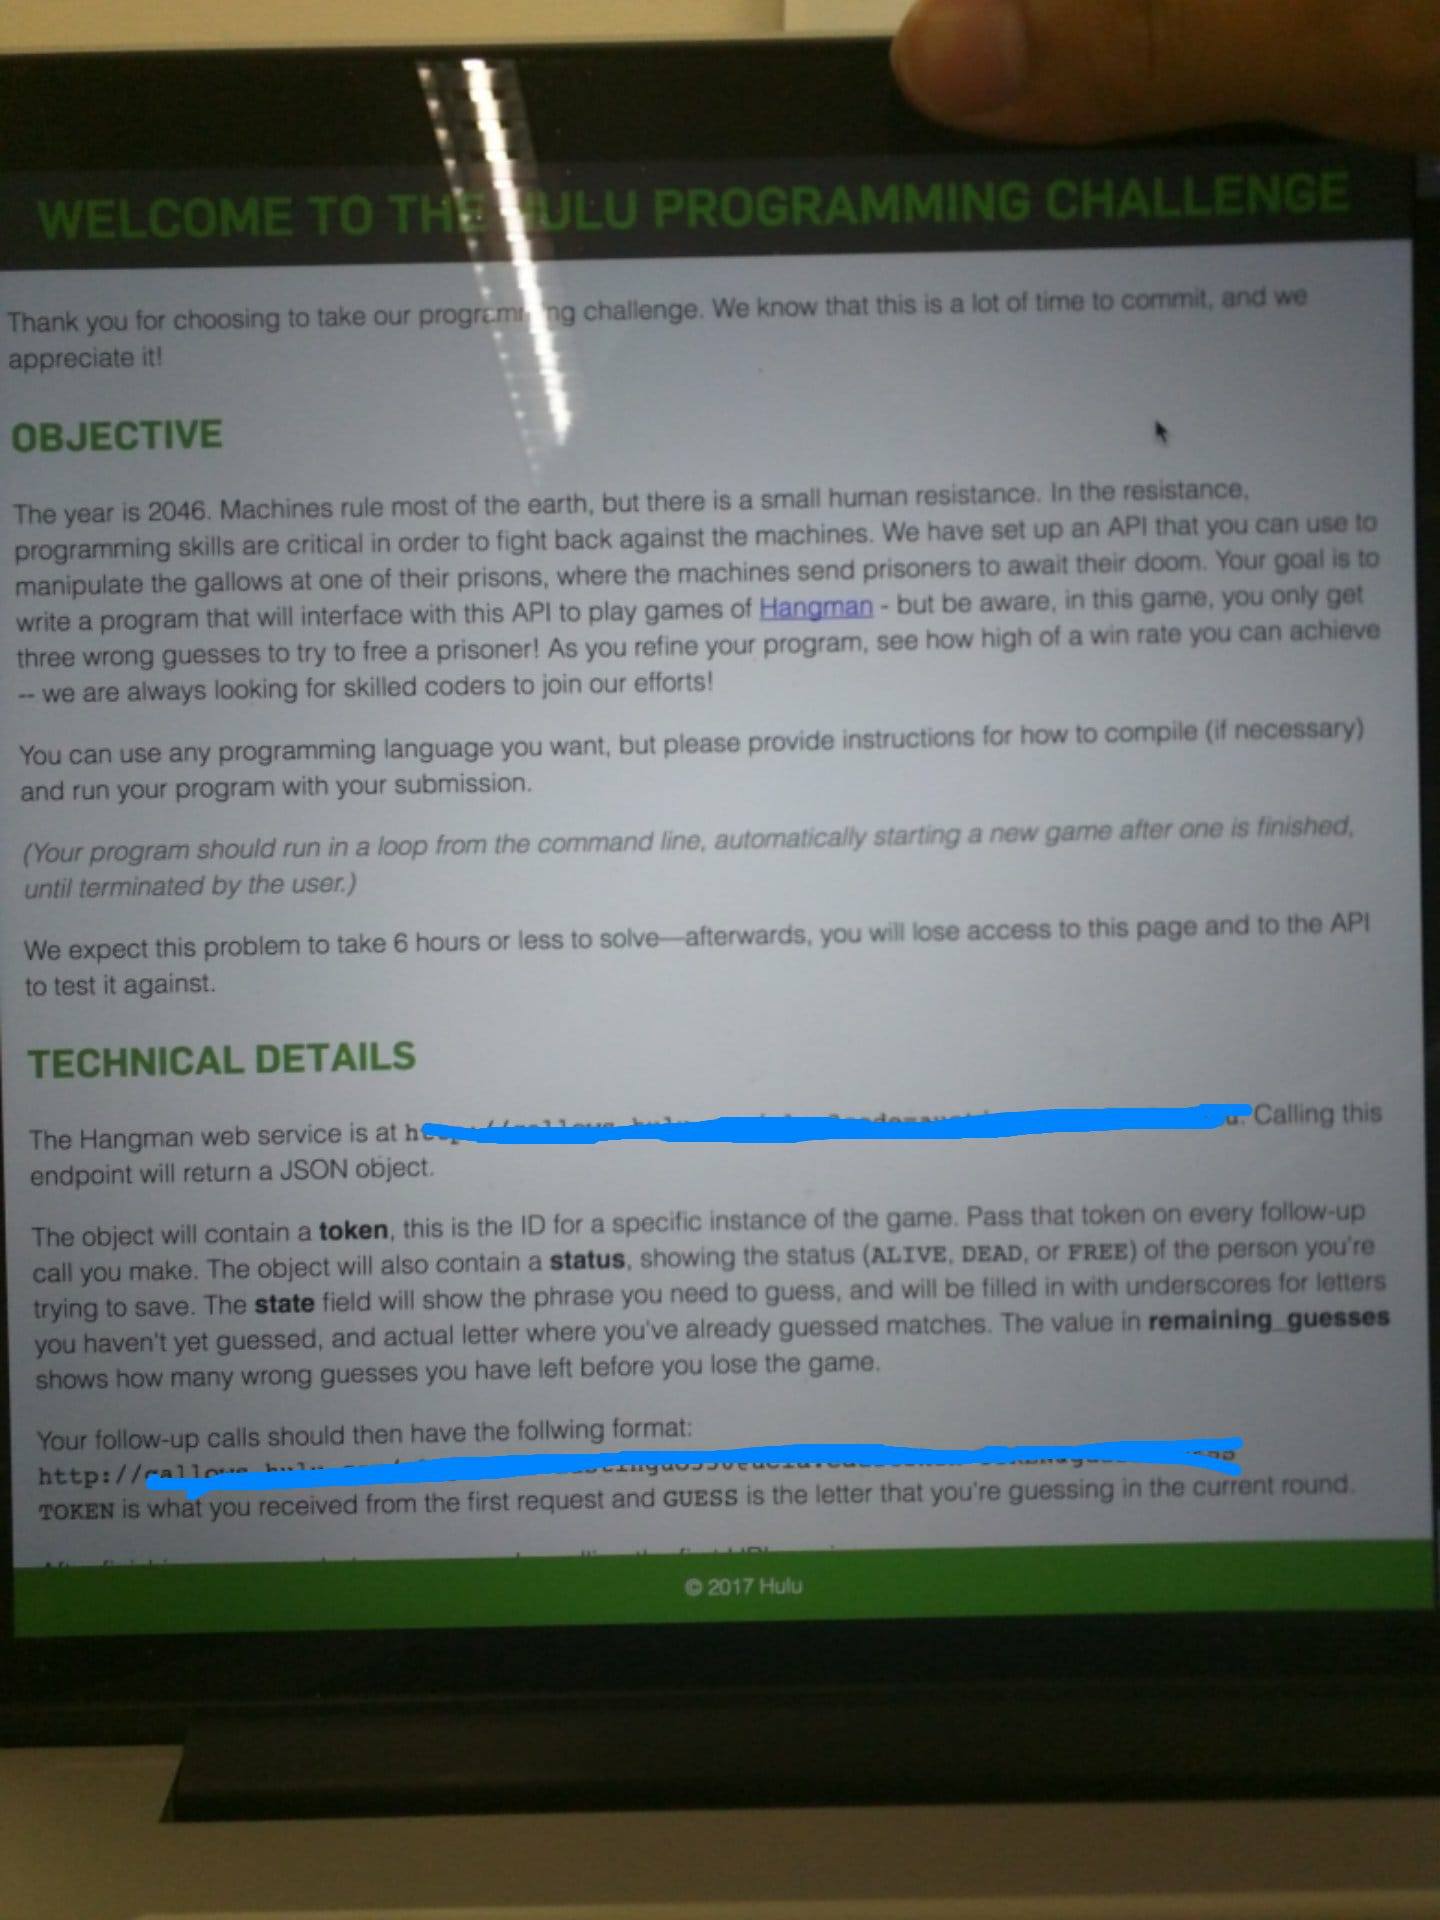 WELCOME TO THE HULU PROGRAMMING CHALLENGE
Thank you for choosing to take our programming challenge. We know that this is a lot of time to commit, and we
appreciate it!
OBJECTIVE
The year is 2046. Machines rule most of the earth, but there is a small human resistance. In the resistance,
programming skills are critical in order to fight back against the machines. We have set up an API that you can use to
manipulate the gallows at one of their prisons, where the machines send prisoners to await their doom. Your goal is to
write a program that will interface with this API to play games of Hangman - but be aware, in this game, you only get
three wrong guesses to try to free a prisoner! As you refine your program, see how high of a win rate you can achieve
-- we are always looking for skilled coders to join our efforts!
You can use any programming language you want, but please provide instructions for how to compile (if necessary)
and run your program with your submission.
(Your program should run in a loop from the command line, automatically starting a new game after one is finished,
until terminated by the user.)
We expect this problem to take 6 hours or less to solve—afterwards, you will lose access to this page and to the API
to test it against.
TECHNICAL DETAILS
The Hangman web service is at Calling this
endpoint will return a JSON object.
The object will contain a token, this is the ID for a specific instance of the game. Pass that token on every follow-up
call you make. The object will also contain a status, showing the status (ALIVE, DEAD, or FREE) of the person you're
trying to save. The state field will show the phrase you need to guess, and will be filled in with underscores for letters
you haven't yet guessed, and actual letter where you've already guessed matches. The value in remaining_guesses
shows how many wrong guesses you have left before you lose the game.
Your follow-up calls should then have the follwing format:
http://
TOKEN is what you received from the first request and GUESS is the letter that you're guessing in the current round.
© 2017 Hulu